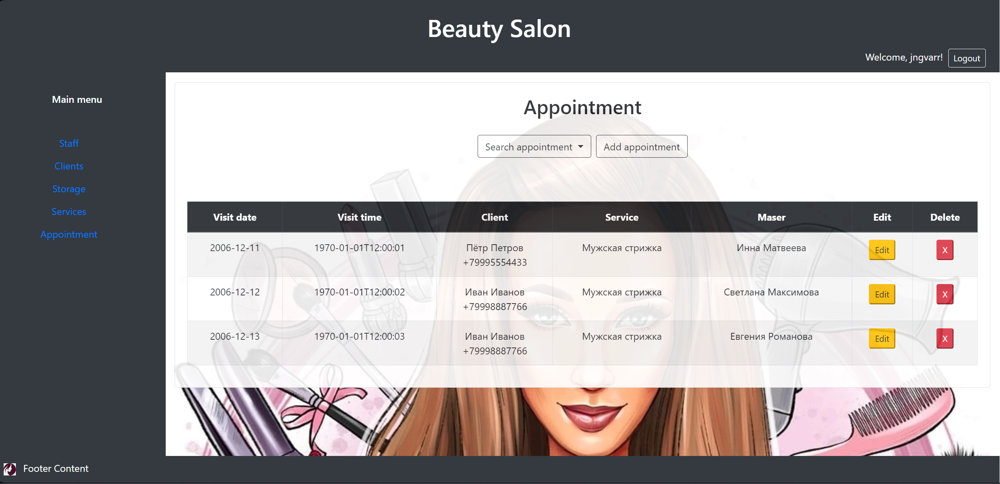 Beauty Salon
Welcome, jngvarr! Logout
Main menu
Staff
Clients
Storage
Services
Appointment
Appointment
Search appointment Add appointment
Visit date Visit time Client Service Maser Edit Delete
2006-12-11 1970-01-01T12:00:01 Пётр Петров Мужская стрижка Инна Матвеева Edit X
+79995554433
2006-12-12 1970-01-01T12:00:02 Иван Иванов Мужская стрижка Светлана Максимова Edit X
+79998887766
2006-12-13 1970-01-01T12:00:03 Иван Иванов Мужская стрижка Евгения Романова Edit X
+79998887766
Footer Content